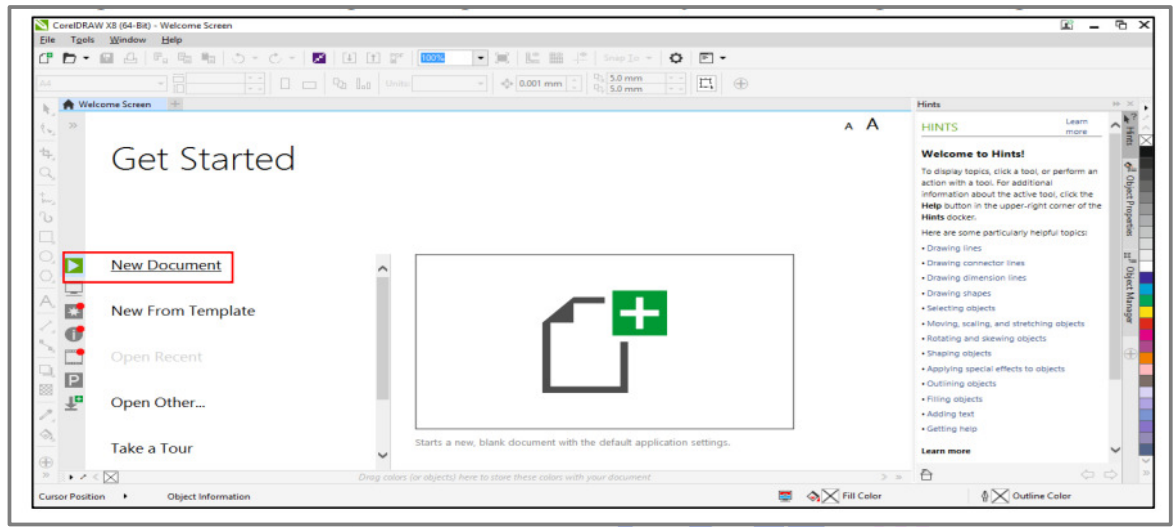 CorelDRAW X8 (64-Bit) - Welcome Screen
File Tools Window Help
100% Snap To
A4 Units: 0.001 mm 5.0 mm
5.0 mm
Welcome Screen
Get Started
A A
New Document
New From Template
Open Recent
Open Other...
Take a Tour
Starts a new, blank document with the default application settings.
Hints
HINTS
Learn more
Welcome to Hints!
To display topics, click a tool, or perform an
action with a tool. For additional
information about the active tool, click the
Help button in the upper-right corner of the
Hints docker.
Here are some particularly helpful topics:
• Drawing lines
• Drawing connector lines
• Drawing dimension lines
• Drawing shapes
• Selecting objects
• Moving, scaling, and stretching objects
• Rotating and skewing objects
• Shaping objects
• Applying special effects to objects
• Outlining objects
• Filling objects
• Adding text
• Getting help
Learn more
Hints
Object Properties
Object Manager
Drag colors (or objects) here to store these colors with your document
Cursor Position Object Information Fill Color Outline Color